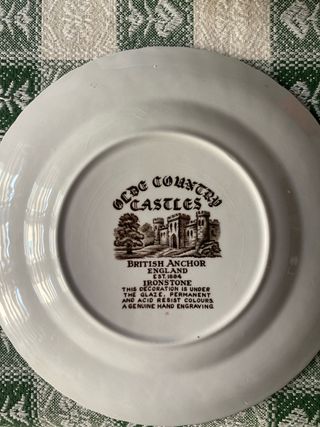 OLDE COUNTRY
CASTLES
BRITISH ANCHOR
ENGLAND
EST. 1884
IRONSTONE
THIS DECORATION IS UNDER
THE GLAZE, PERMANENT
AND ACID RESIST COLOURS.
A GENUINE HAND ENGRAVING.